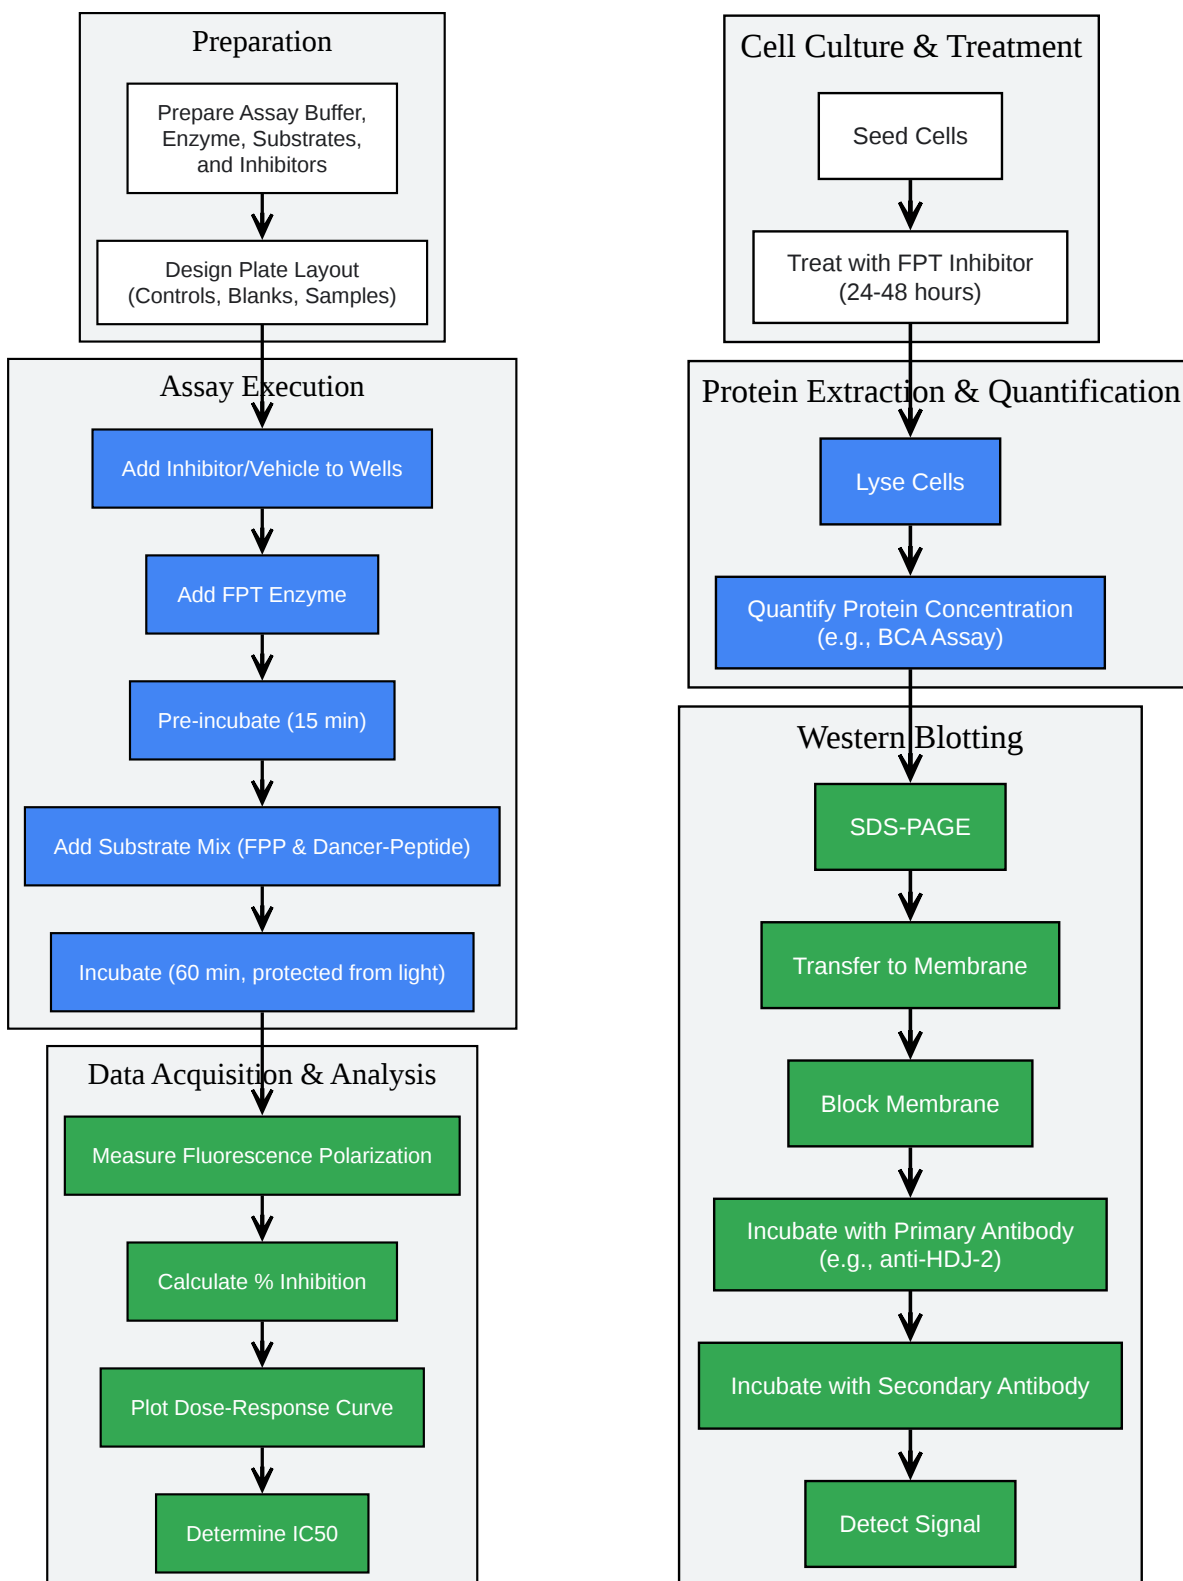 Preparation
Prepare Assay Buffer,
Enzyme, Substrates,
and Inhibitors
Design Plate Layout
(Controls, Blanks, Samples)
Assay Execution
Add Inhibitor/Vehicle to Wells
Add FPT Enzyme
Pre-incubate (15 min)
Add Substrate Mix (FPP & Dancer-Peptide)
Incubate (60 min, protected from light)
Data Acquisition & Analysis
Measure Fluorescence Polarization
Calculate % Inhibition
Plot Dose-Response Curve
Determine IC50
Cell Culture & Treatment
Seed Cells
Treat with FPT Inhibitor
(24-48 hours)
Protein Extraction & Quantification
Lyse Cells
Quantify Protein Concentration
(e.g., BCA Assay)
Western Blotting
SDS-PAGE
Transfer to Membrane
Block Membrane
Incubate with Primary Antibody
(e.g., anti-HDJ-2)
Incubate with Secondary Antibody
Detect Signal